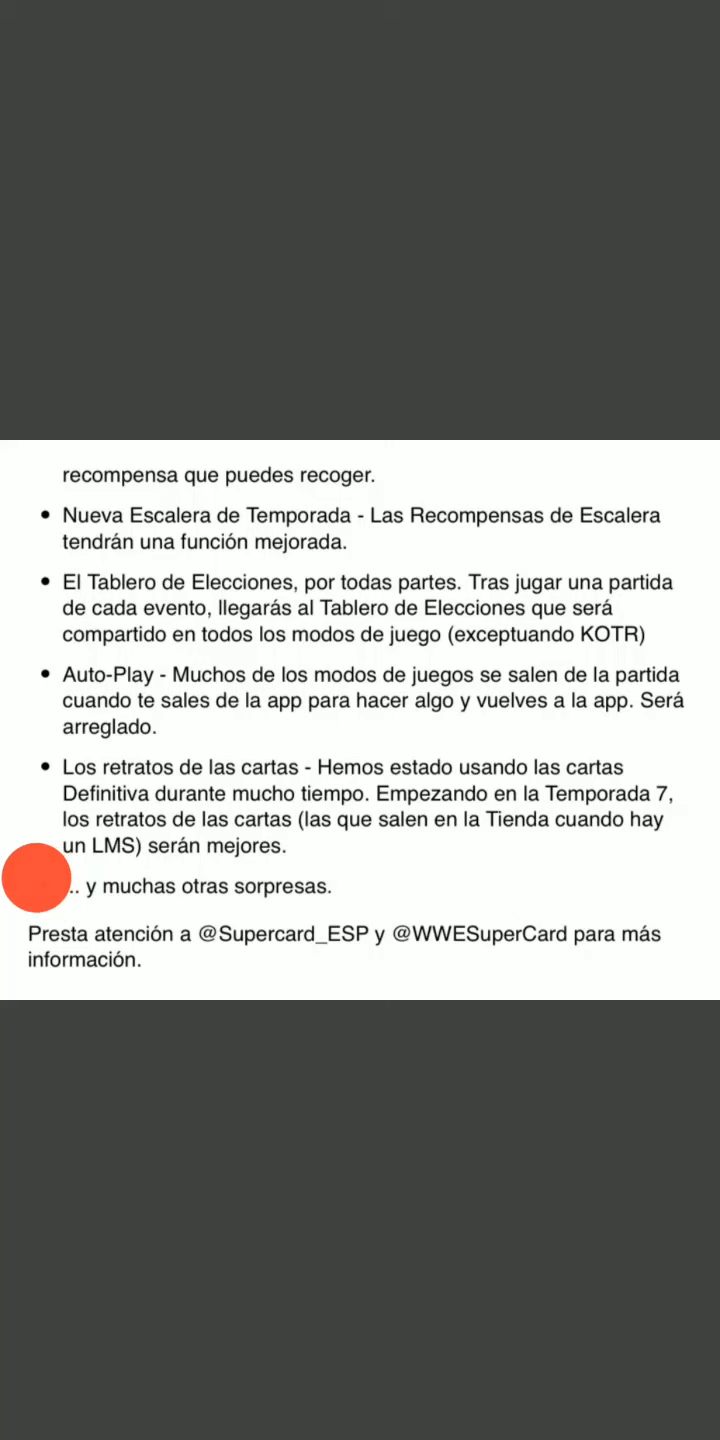 recompensa que puedes recoger.
• Nueva Escalera de Temporada - Las Recompensas de Escalera
tendrán una función mejorada.
• El Tablero de Elecciones, por todas partes. Tras jugar una partida
de cada evento, llegarás al Tablero de Elecciones que será
compartido en todos los modos de juego (exceptuando KOTR)
• Auto-Play - Muchos de los modos de juegos se salen de la partida
cuando te sales de la app para hacer algo y vuelves a la app. Será
arreglado.
• Los retratos de las cartas - Hemos estado usando las cartas
Definitiva durante mucho tiempo. Empezando en la Temporada 7,
los retratos de las cartas (las que salen en la Tienda cuando hay
un LMS) serán mejores.
.. y muchas otras sorpresas.
Presta atención a @Supercard_ESP y @WWESuperCard para más
información.